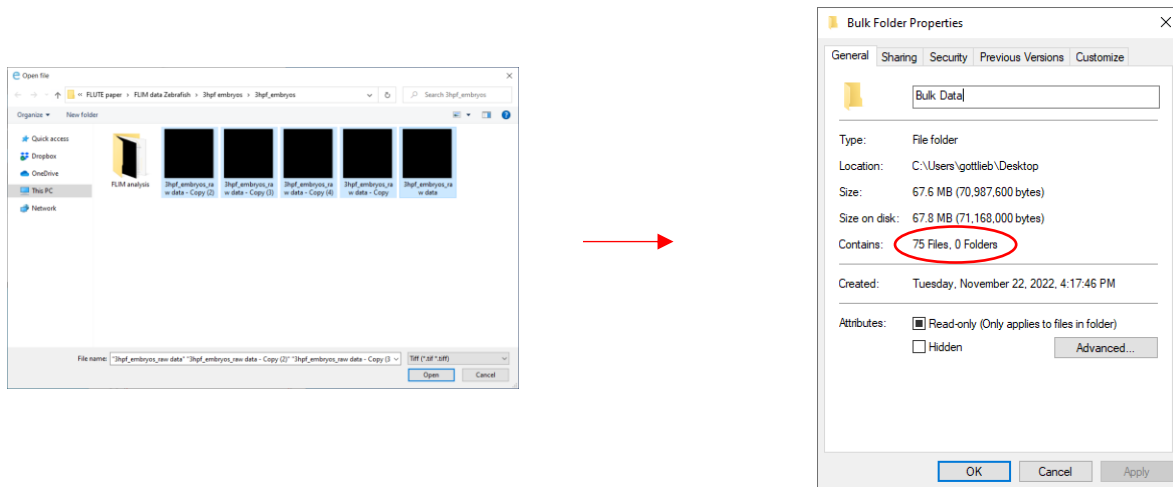 Open file
« FLUTE paper › FLIM data Zebrafish › 3hpf embryos › 3hpf_embryos
Search 3hpf_embryos
Organize
New folder
Quick access
Dropbox
OneDrive
This PC
Network
FLIM analysis
3hpf_embryos_ra
w data - Copy (2)
3hpf_embryos_ra
w data - Copy (3)
3hpf_embryos_ra
w data - Copy (4)
3hpf_embryos_ra
w data - Copy
3hpf_embryos_ra
w data
File name: "3hpf_embryos_raw data" "3hpf_embryos_raw data - Copy (2)" "3hpf_embryos_raw data - Copy (3
Tiff (*.tif *.tiff)
Open
Cancel
Bulk Folder Properties
General Sharing Security Previous Versions Customize
Bulk Data
Type: File folder
Location: C:\Users\gottlieb\Desktop
Size: 67.6 MB (70,987,600 bytes)
Size on disk: 67.8 MB (71,168,000 bytes)
Contains: 75 Files, 0 Folders
Created: Tuesday, November 22, 2022, 4:17:46 PM
Attributes: Read-only (Only applies to files in folder)
Hidden
Advanced...
OK Cancel Apply